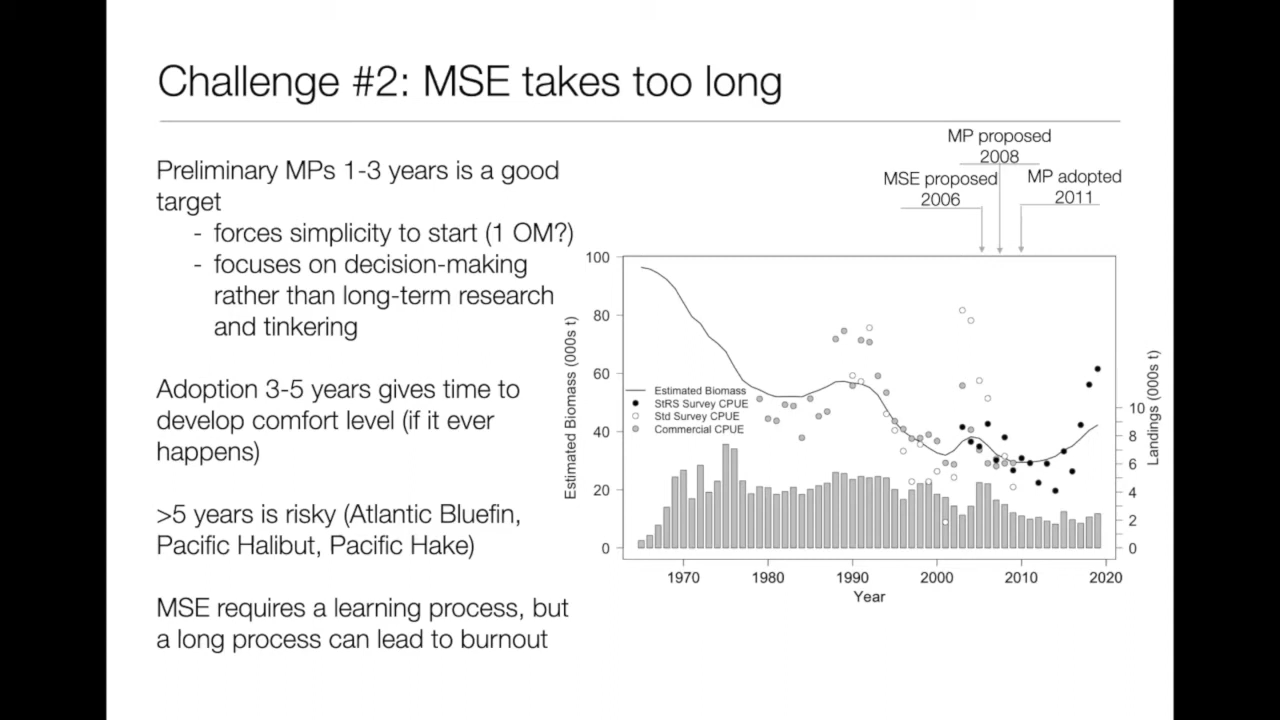 Challenge #2: MSE takes too long
Preliminary MPs 1-3 years is a good
target
- forces simplicity to start (1 OM?)
- focuses on decision-making
rather than long-term research
and tinkering
Adoption 3-5 years gives time to
develop comfort level (if it ever
happens)
>5 years is risky (Atlantic Bluefin,
Pacific Halibut, Pacific Hake)
MSE requires a learning process, but
a long process can lead to burnout
MP proposed
2008
MSE proposed
2006
MP adopted
2011
Estimated Biomass (000s t)
100
80
60
40
20
0
Estimated Biomass
StRS Survey CPUE
Std Survey CPUE
Commercial CPUE
10
8
6
4
2
0
Landings (000s t)
1970
1980
1990
2000
2010
2020
Year